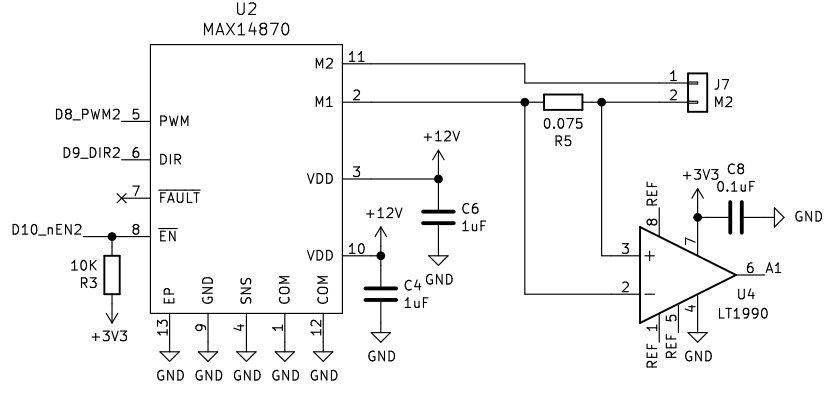 U2
MAX14870
M2 11
M1 2
1 J7
2 M2
0.075
R5
D8_PWM2 5 PWM
D9_DIR2 6 DIR
7 FAULT
D10_nEN2 8 EN
+12V
VDD 3
C6
1uF
GND
+12V
VDD 10
C4
1uF
GND
10K
R3
+3V3
EP
GND
SNS
COM
COM
13
9
4
1
12
GND
GND
GND
GND
GND
C8
+3V3 0.1uF
GND
8 REF
7
3 +
2 −
6 A1
U4
LT1990
REF 1
REF 5
4
GND